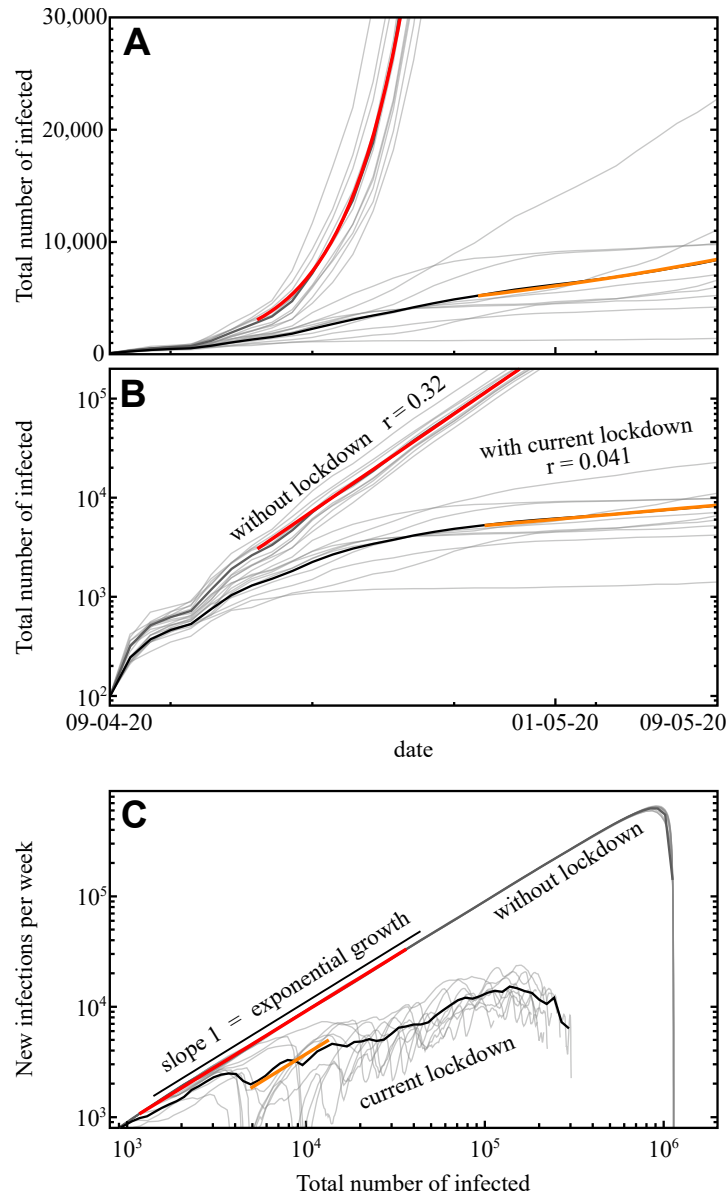 A
30,000
20,000
10,000
0
Total number of infected
B
10^5
10^4
10^3
10^2
Total number of infected
without lockdown r = 0.32
with current lockdown
r = 0.041
09-04-20
01-05-20
09-05-20
date
C
10^5
10^4
10^3
New infections per week
without lockdown
slope 1 = exponential growth
current lockdown
10^3
10^4
10^5
10^6
Total number of infected